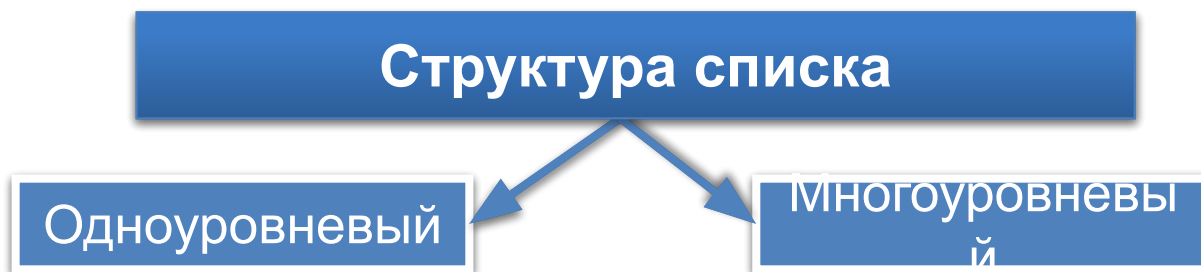 Структура списка
Одноуровневый
Многоуровневы
й